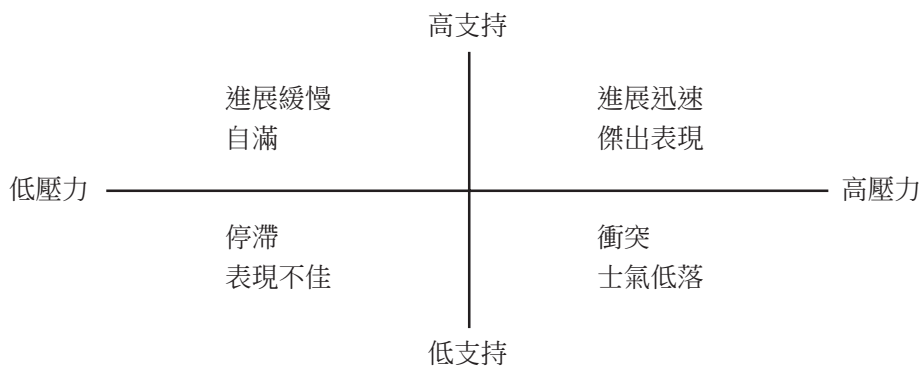 高支持
進展緩慢
自滿
進展迅速
傑出表現
低壓力
高壓力
停滯
表現不佳
衝突
士氣低落
低支持